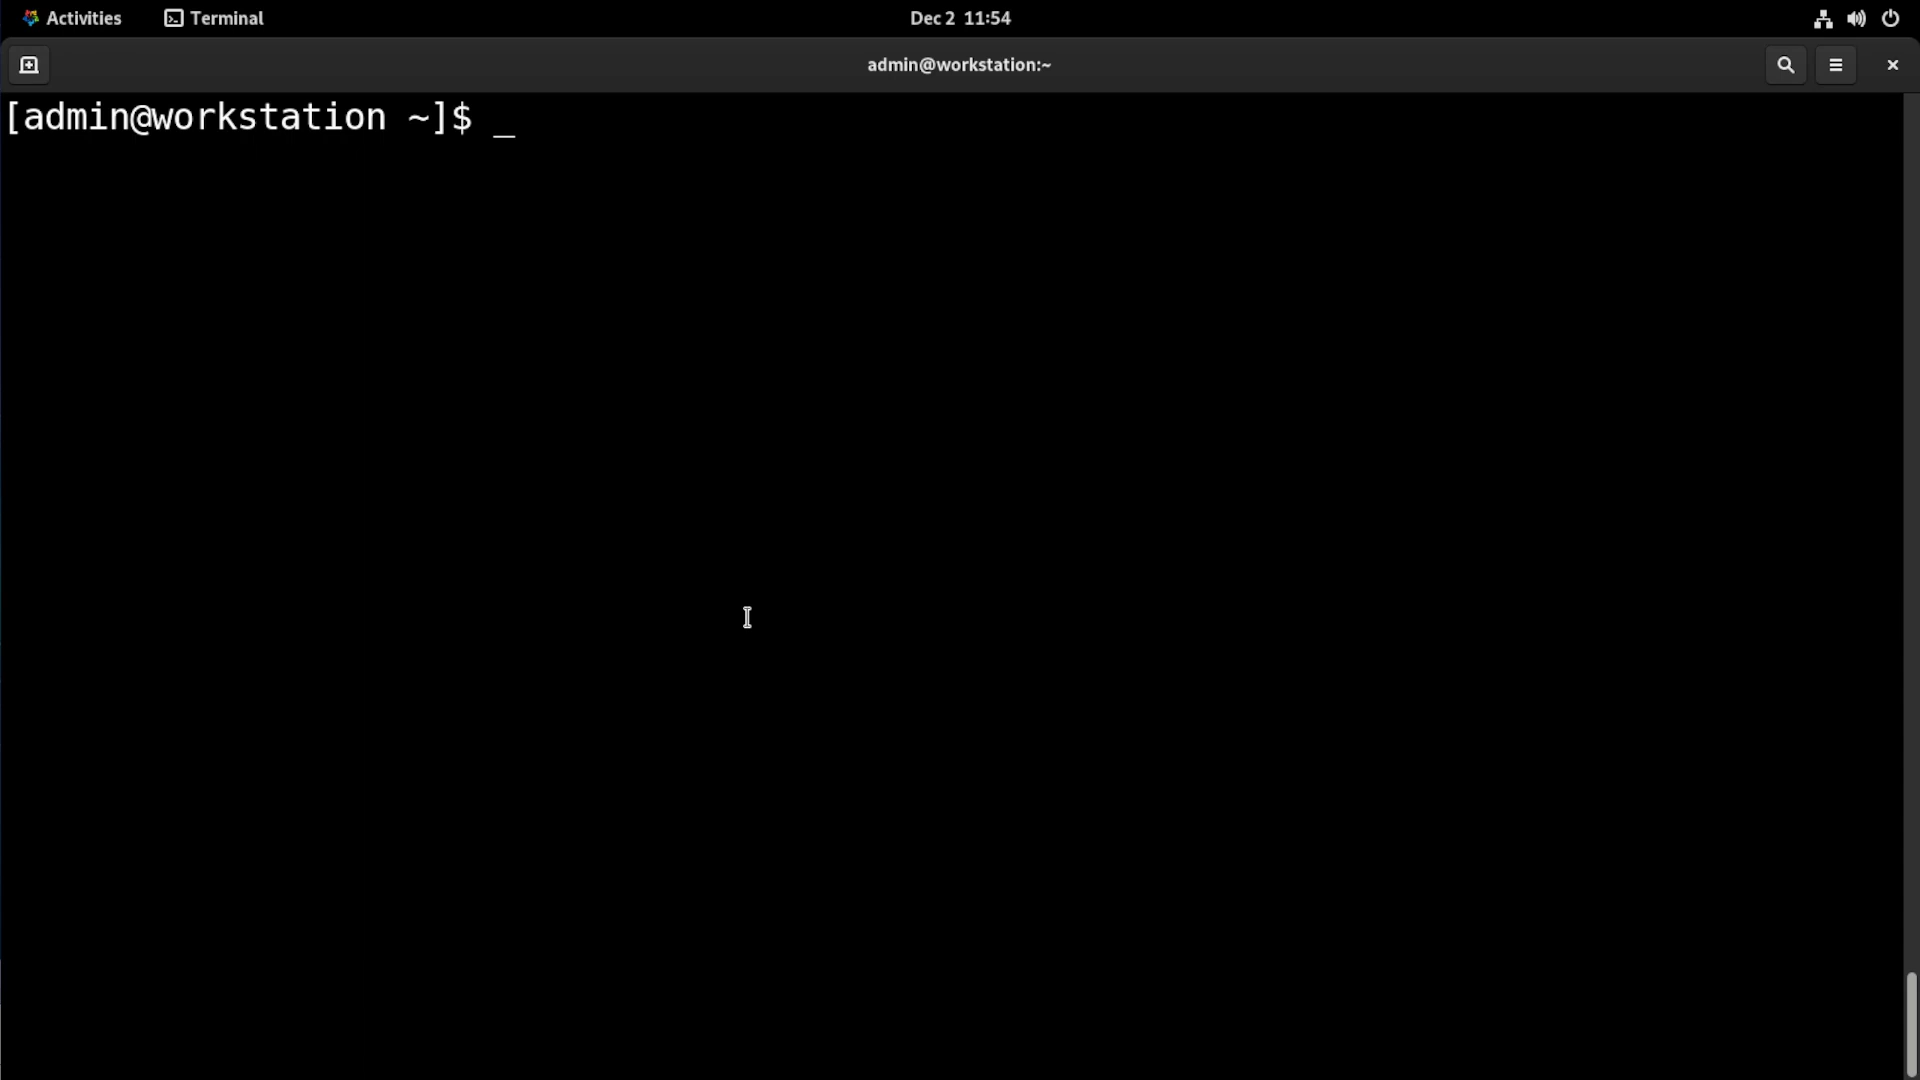 Activities Terminal Dec 2 11:54
admin@workstation:~
[admin@workstation ~]$ _